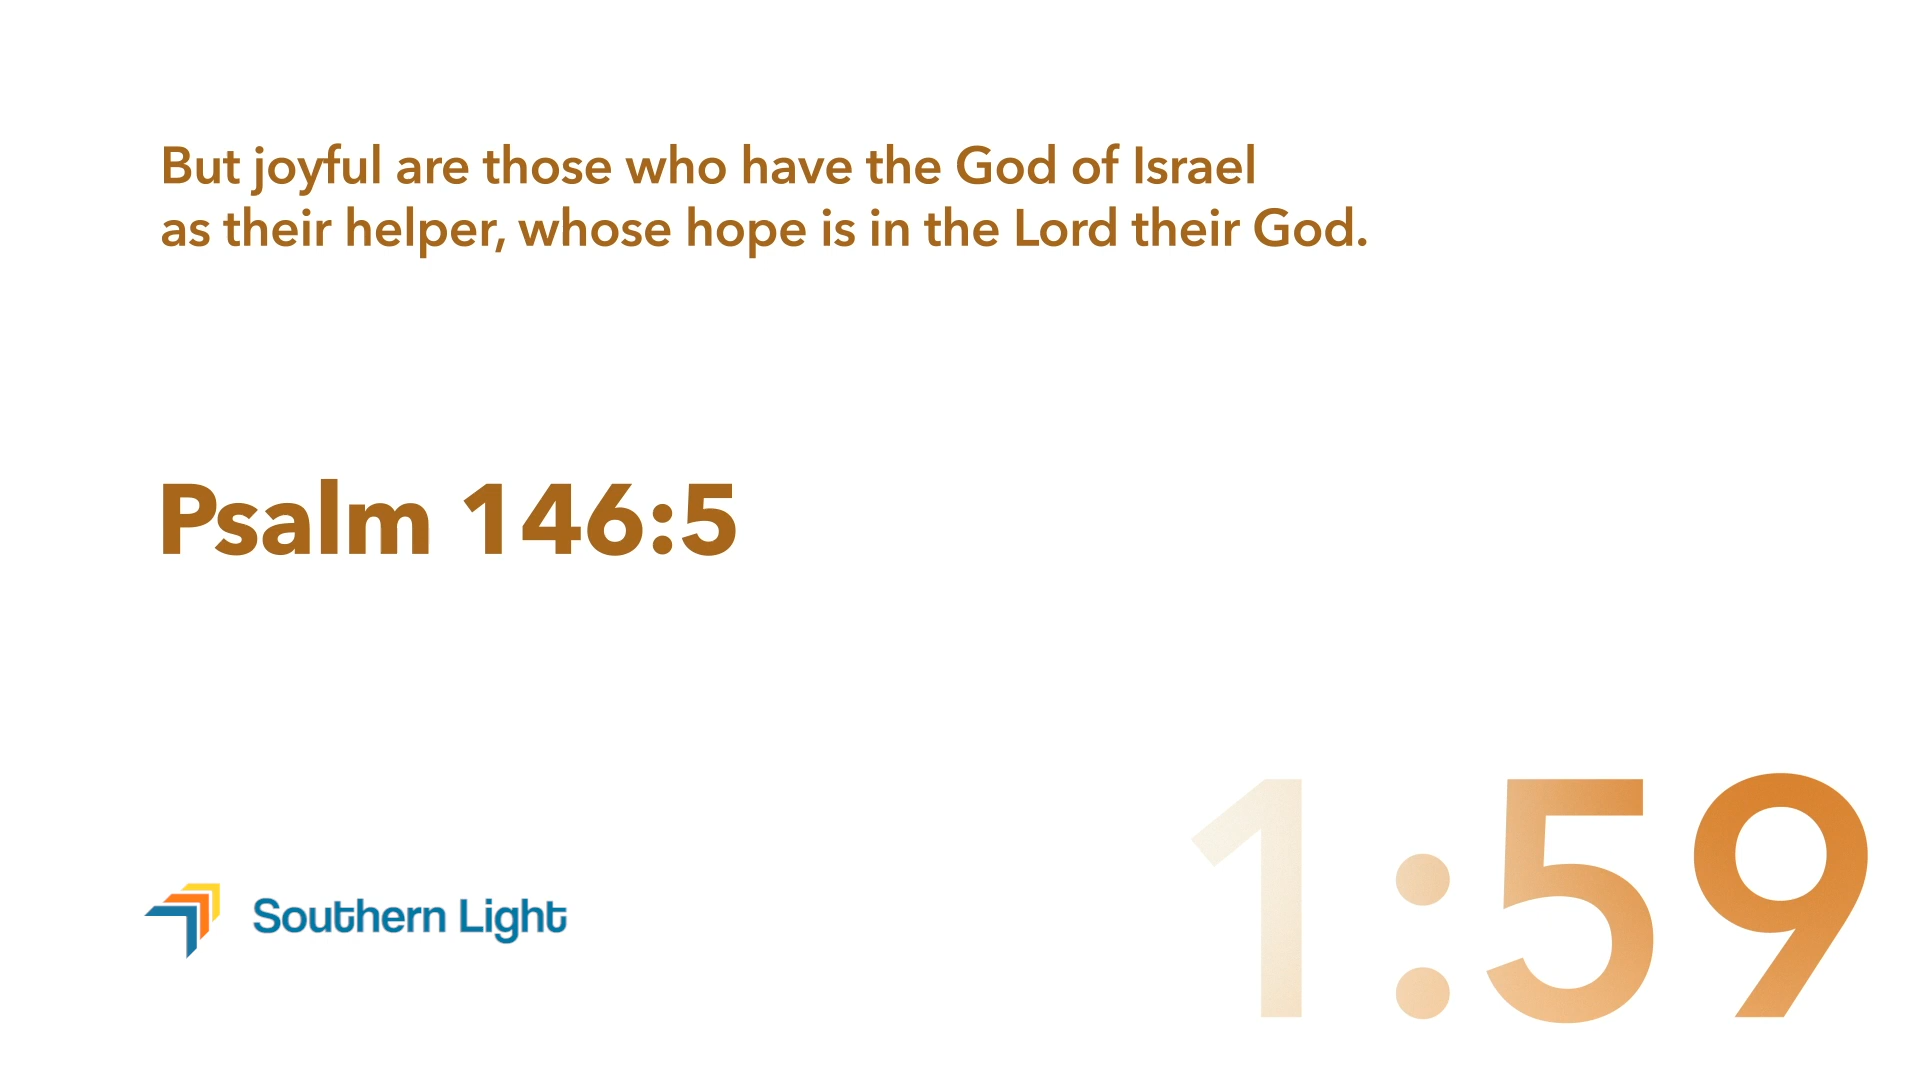 But joyful are those who have the God of Israel
as their helper, whose hope is in the Lord their God.
Psalm 146:5
Southern Light
1:59